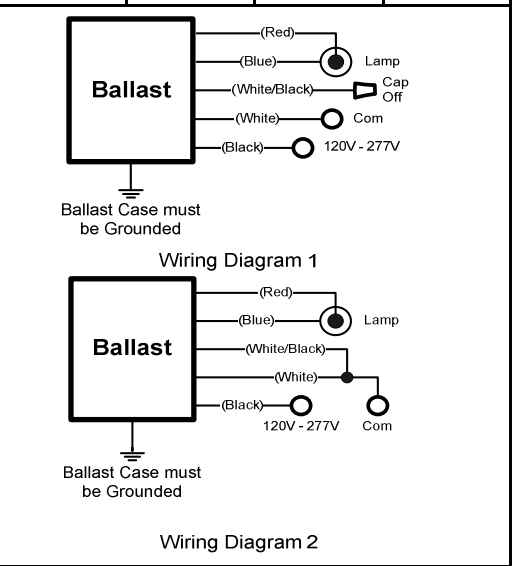 (Red)
(Blue)
Lamp
Ballast
(White/Black)
Cap
Off
(White)
Com
(Black)
120V - 277V
Ballast Case must
be Grounded
Wiring Diagram 1
(Red)
(Blue)
Lamp
Ballast
(White/Black)
(White)
(Black)
120V - 277V
Com
Ballast Case must
be Grounded
Wiring Diagram 2